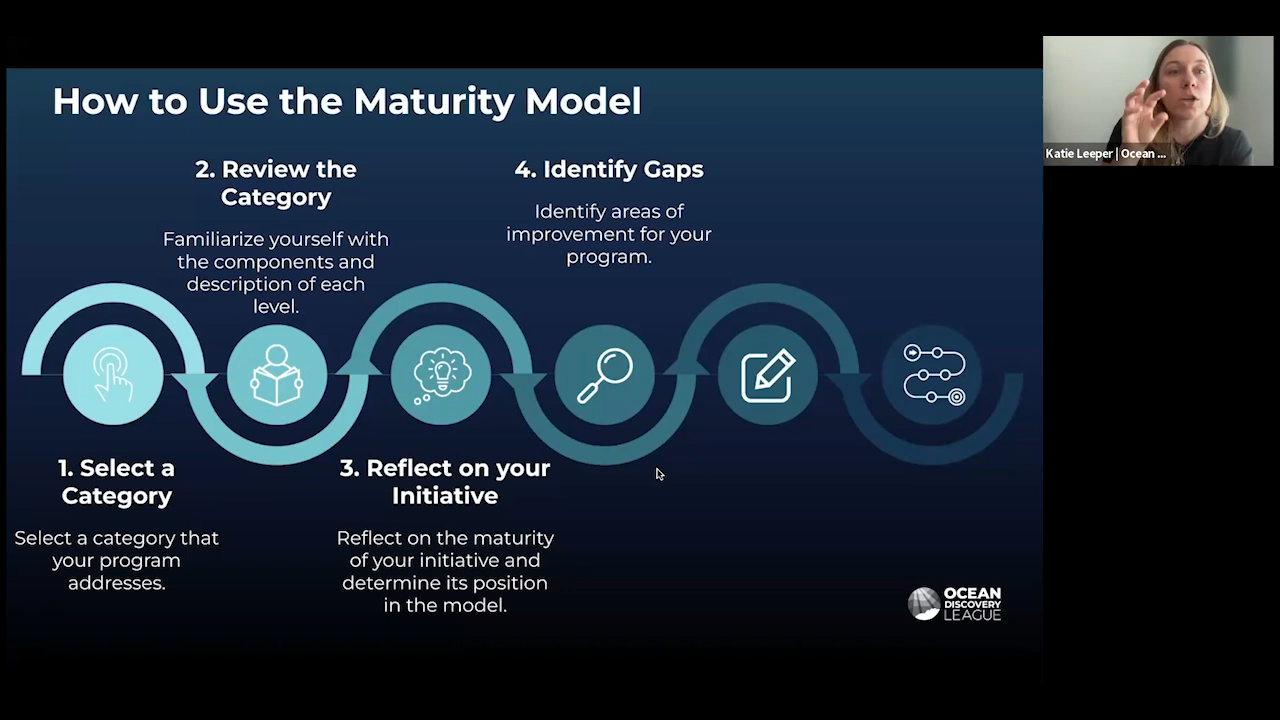 How to Use the Maturity Model
2. Review the
Category
Familiarize yourself with
the components and
description of each
level.
4. Identify Gaps
Identify areas of
improvement for your
program.
1. Select a
Category
Select a category that
your program
addresses.
3. Reflect on your
Initiative
Reflect on the maturity
of your initiative and
determine its position
in the model.
OCEAN
DISCOVERY
LEAGUE
Katie Leeper | Ocean ...